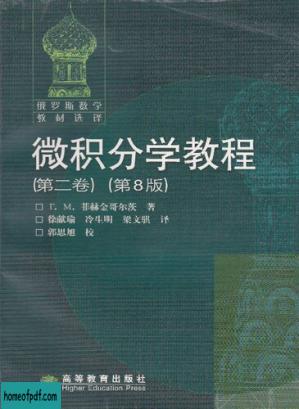 俄罗斯数学
教材选译
微积分学教程
(第二卷) (第8版)
□ Г. М. 菲赫金哥尔茨 著
□ 徐献瑜 冷生明 梁文骐 译
□ 郭思旭 校
高等教育出版社
Higher Education Press
homeofpdf.com